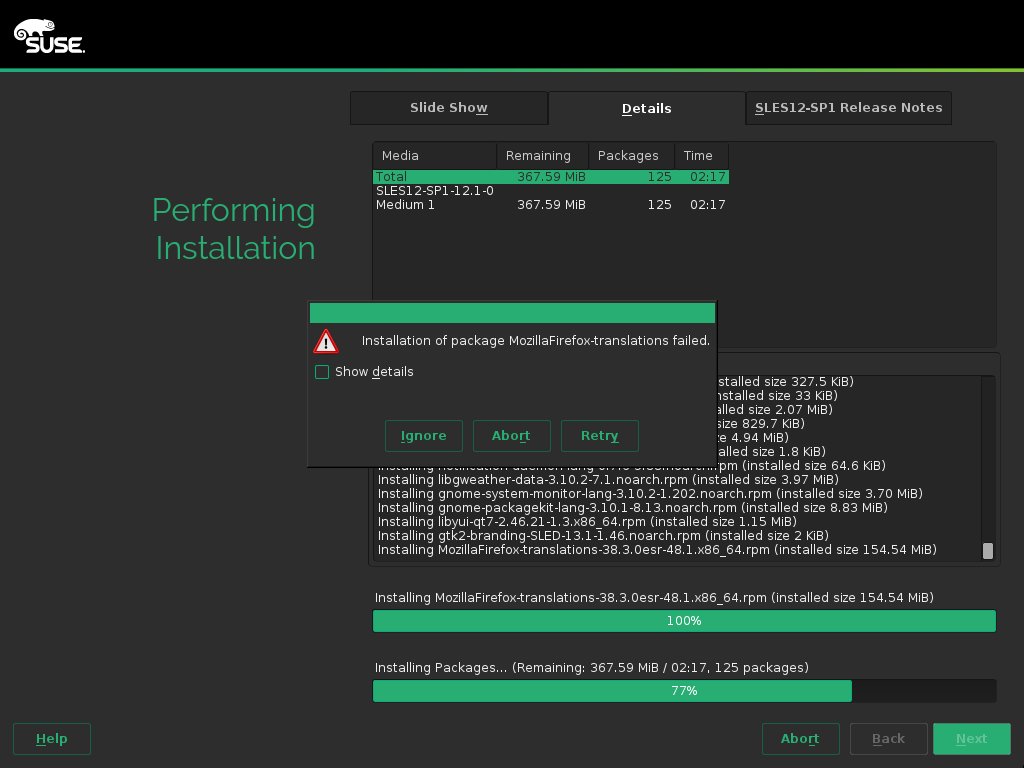 SUSE.
Slide Show
Details
SLES12-SP1 Release Notes
Media Remaining Packages Time
Total 367.59 MiB 125 02:17
SLES12-SP1-12.1-0
Medium 1 367.59 MiB 125 02:17
Performing
Installation
Installation of package MozillaFirefox-translations failed.
Show details
Ignore Abort Retry
stalled size 327.5 KiB)
nstalled size 33 KiB)
alled size 2.07 MiB)
size 829.7 KiB)
ze 4.94 MiB)
alled size 1.8 KiB)
rpm (installed size 64.6 KiB)
Installing libgweather-data-3.10.2-7.1.noarch.rpm (installed size 3.97 MiB)
Installing gnome-system-monitor-lang-3.10.2-1.202.noarch.rpm (installed size 3.70 MiB)
Installing gnome-packagekit-lang-3.10.1-8.13.noarch.rpm (installed size 8.83 MiB)
Installing libyui-qt7-2.46.21-1.3.x86_64.rpm (installed size 1.15 MiB)
Installing gtk2-branding-SLED-13.1-1.46.noarch.rpm (installed size 2 KiB)
Installing MozillaFirefox-translations-38.3.0esr-48.1.x86_64.rpm (installed size 154.54 MiB)
Installing MozillaFirefox-translations-38.3.0esr-48.1.x86_64.rpm (installed size 154.54 MiB)
100%
Installing Packages... (Remaining: 367.59 MiB / 02:17, 125 packages)
77%
Help Abort Back Next